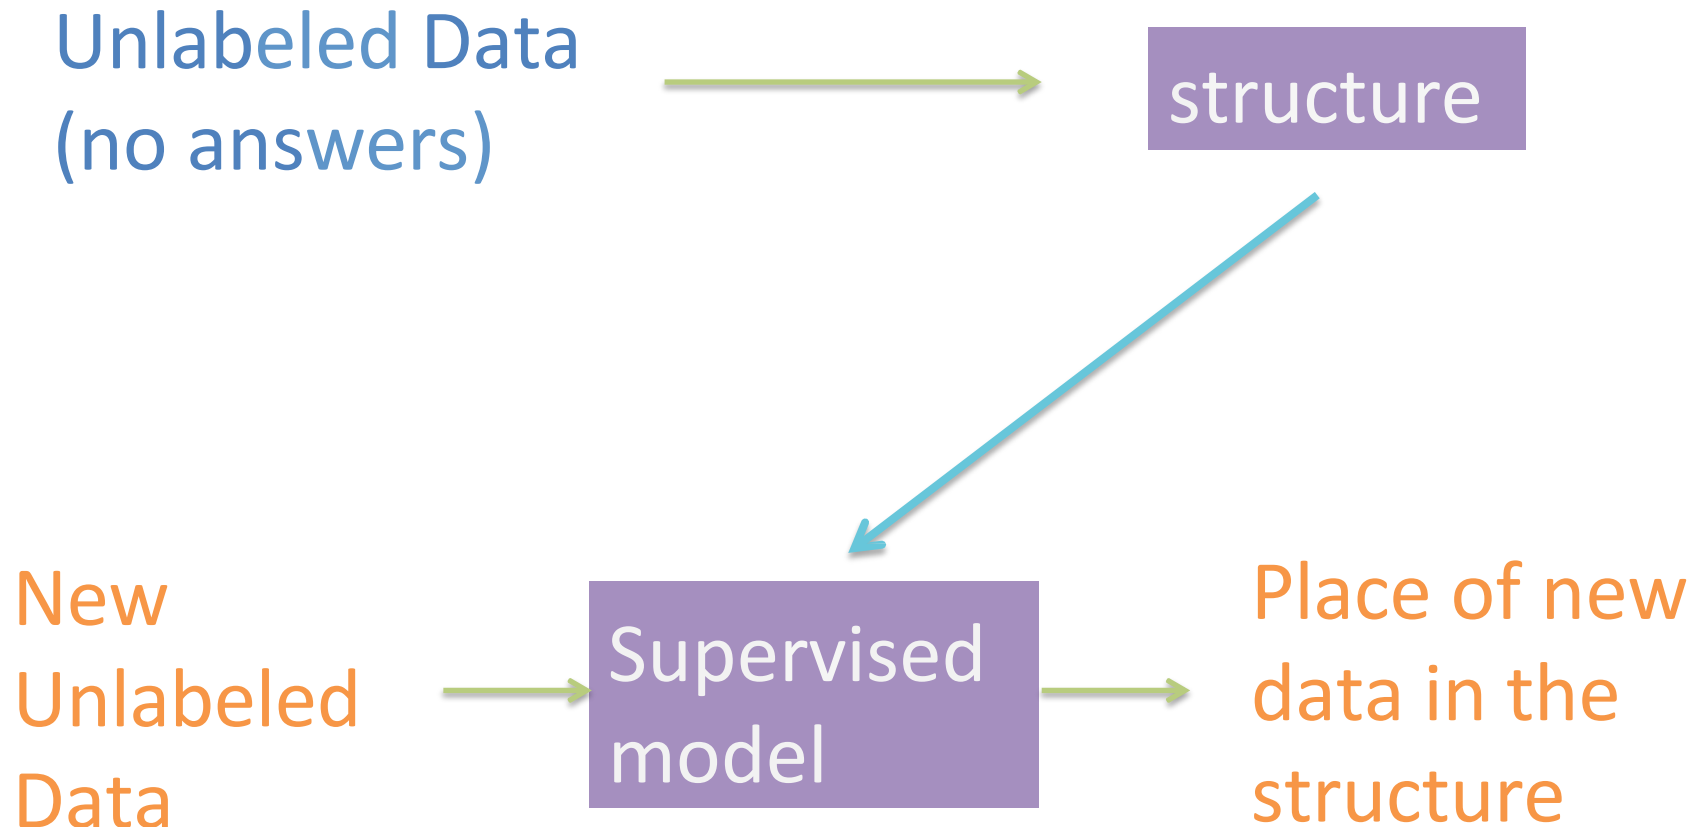 Unlabeled Data
(no answers)
structure
New
Unlabeled
Data
Supervised
model
Place of new
data in the
structure